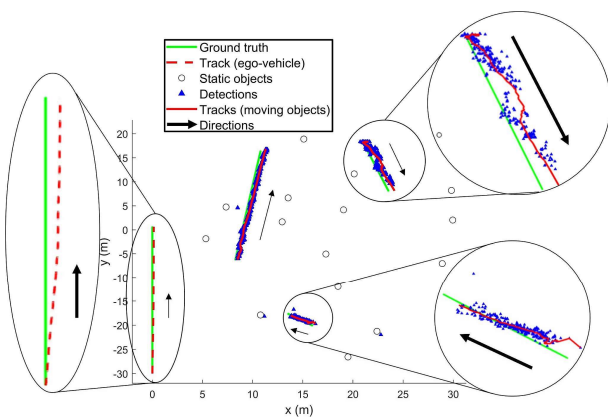 Ground truth
Track (ego-vehicle)
Static objects
Detections
Tracks (moving objects)
Directions
20
15
10
5
0
-5
-10
-15
-20
-25
-30
y (m)
0 5 10 15 20 25 30
x (m)